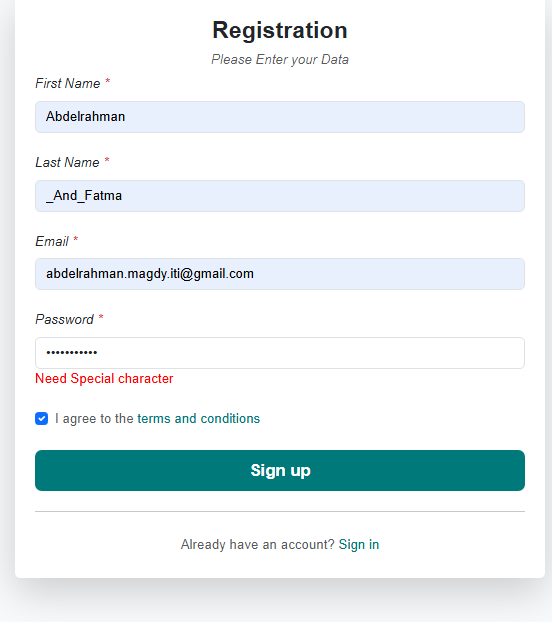 Registration
Please Enter your Data
First Name *
Abdelrahman
Last Name *
_And_Fatma
Email *
abdelrahman.magdy.iti@gmail.com
Password *
•••••••••••
Need Special character
I agree to the terms and conditions
Sign up
Already have an account? Sign in